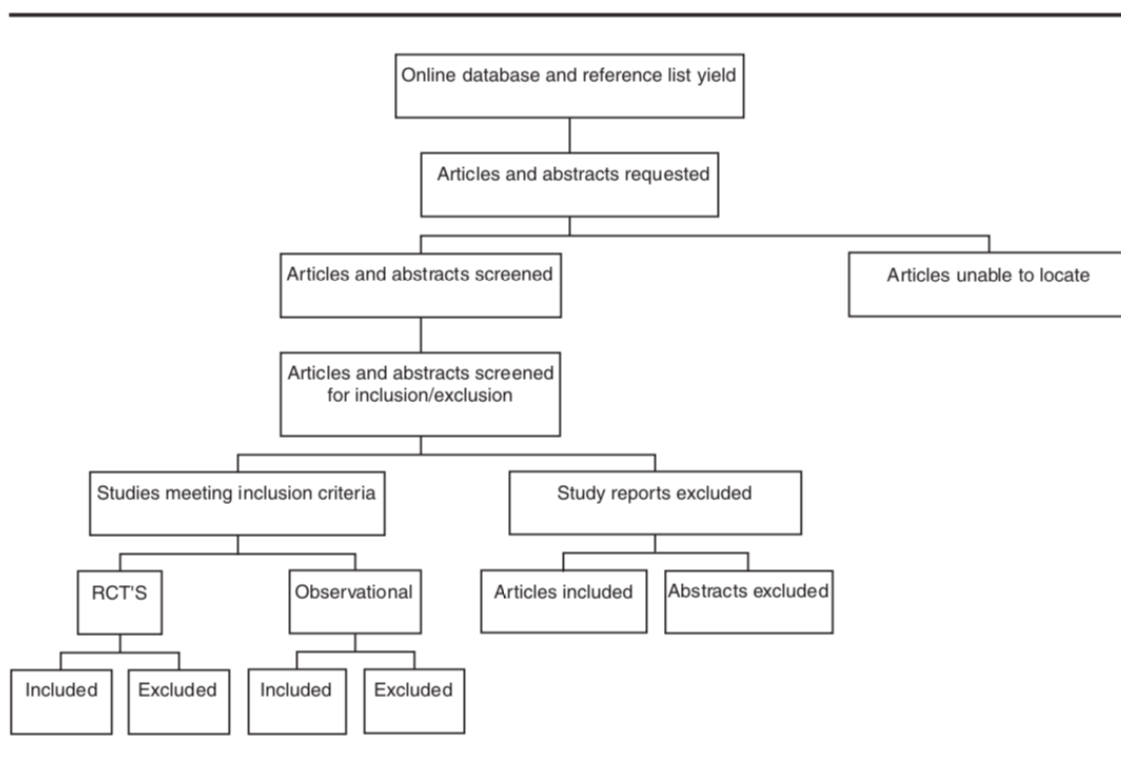 Online database and reference list yield
Articles and abstracts requested
Articles and abstracts screened
Articles unable to locate
Articles and abstracts screened
for inclusion/exclusion
Studies meeting inclusion criteria
Study reports excluded
RCT'S
Observational
Articles included
Abstracts excluded
Included
Excluded
Included
Excluded